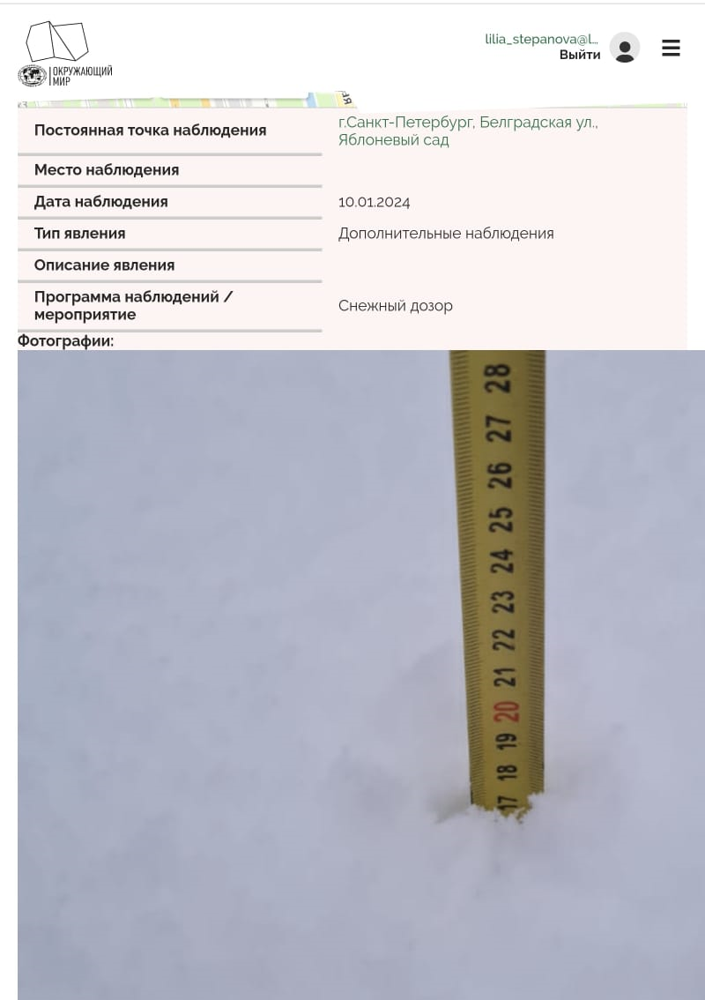 lilia_stepanova@l...
Выйти
ОКРУЖАЮЩИЙ
МИР
Постоянная точка наблюдения
г.Санкт-Петербург, Белградская ул.,
Яблоневый сад
Место наблюдения
Дата наблюдения
10.01.2024
Тип явления
Дополнительные наблюдения
Описание явления
Программа наблюдений /
мероприятие
Снежный дозор
Фотографии:
28
27
26
25
24
23
22
21
20
19
18
17